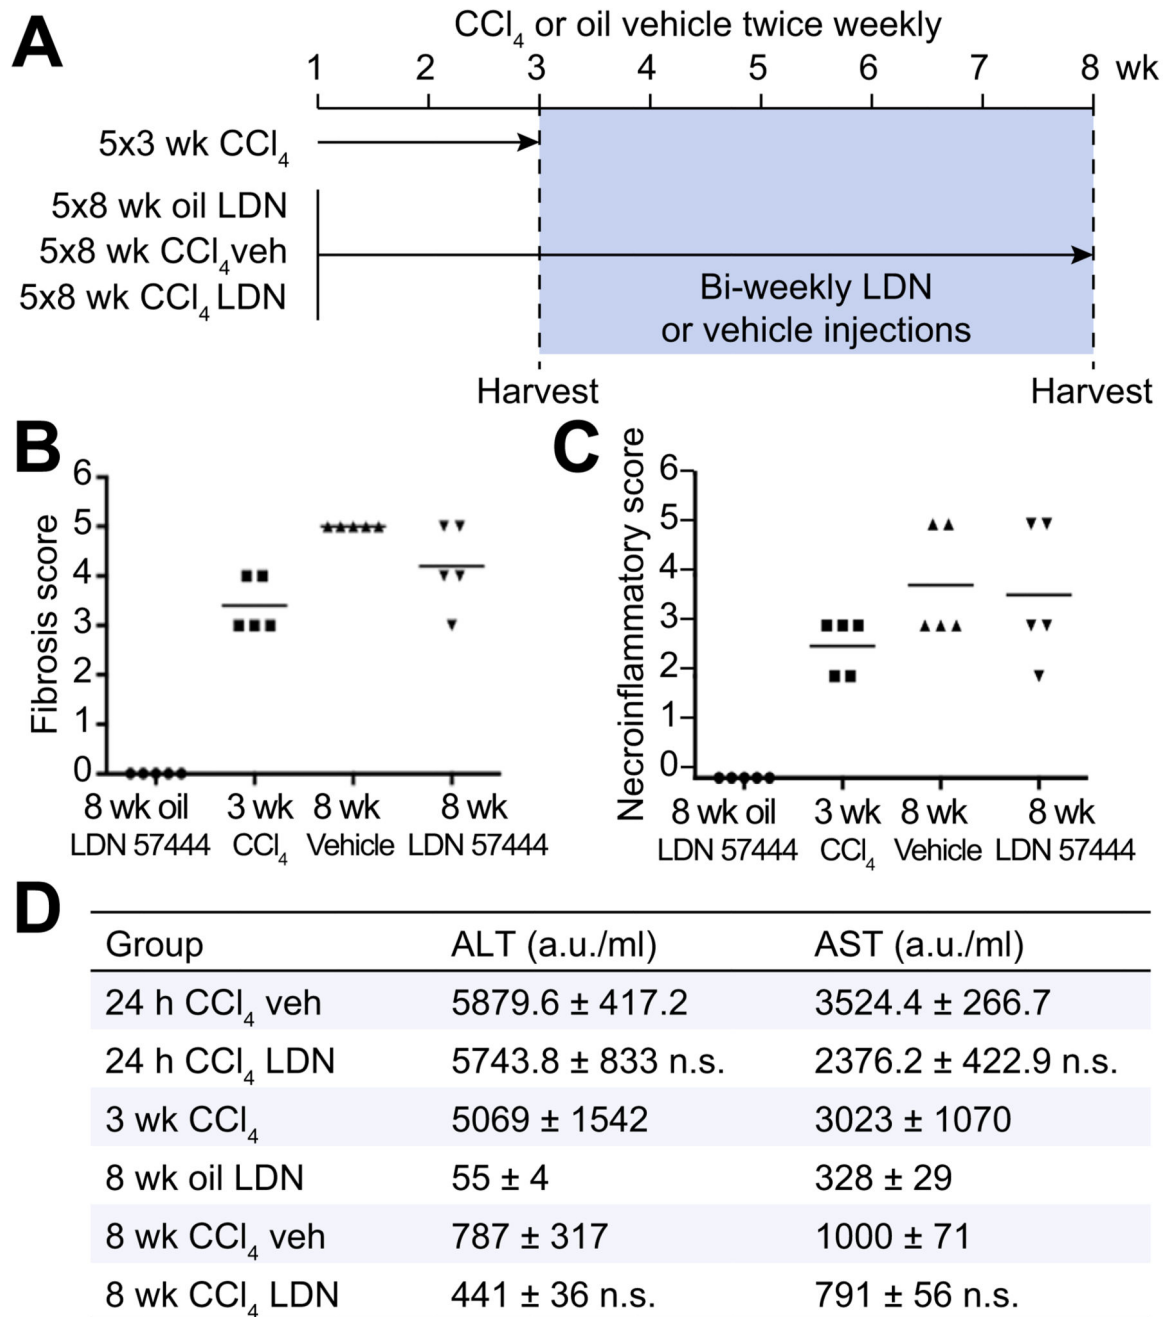 A
CCl4 or oil vehicle twice weekly
1 2 3 4 5 6 7 8 wk
5x3 wk CCl4
5x8 wk oil LDN
5x8 wk CCl4veh
5x8 wk CCl4 LDN
Bi-weekly LDN
or vehicle injections
Harvest Harvest
B
Fibrosis score
6
5
4
3
2
1
0
8 wk oil 3 wk 8 wk 8 wk
LDN 57444 CCl4 Vehicle LDN 57444
C
Necroinflammatory score
6
5
4
3
2
1
0
8 wk oil 3 wk 8 wk 8 wk
LDN 57444 CCl4 Vehicle LDN 57444
D
Group ALT (a.u./ml) AST (a.u./ml)
24 h CCl4 veh 5879.6 ± 417.2 3524.4 ± 266.7
24 h CCl4 LDN 5743.8 ± 833 n.s. 2376.2 ± 422.9 n.s.
3 wk CCl4 5069 ± 1542 3023 ± 1070
8 wk oil LDN 55 ± 4 328 ± 29
8 wk CCl4 veh 787 ± 317 1000 ± 71
8 wk CCl4 LDN 441 ± 36 n.s. 791 ± 56 n.s.